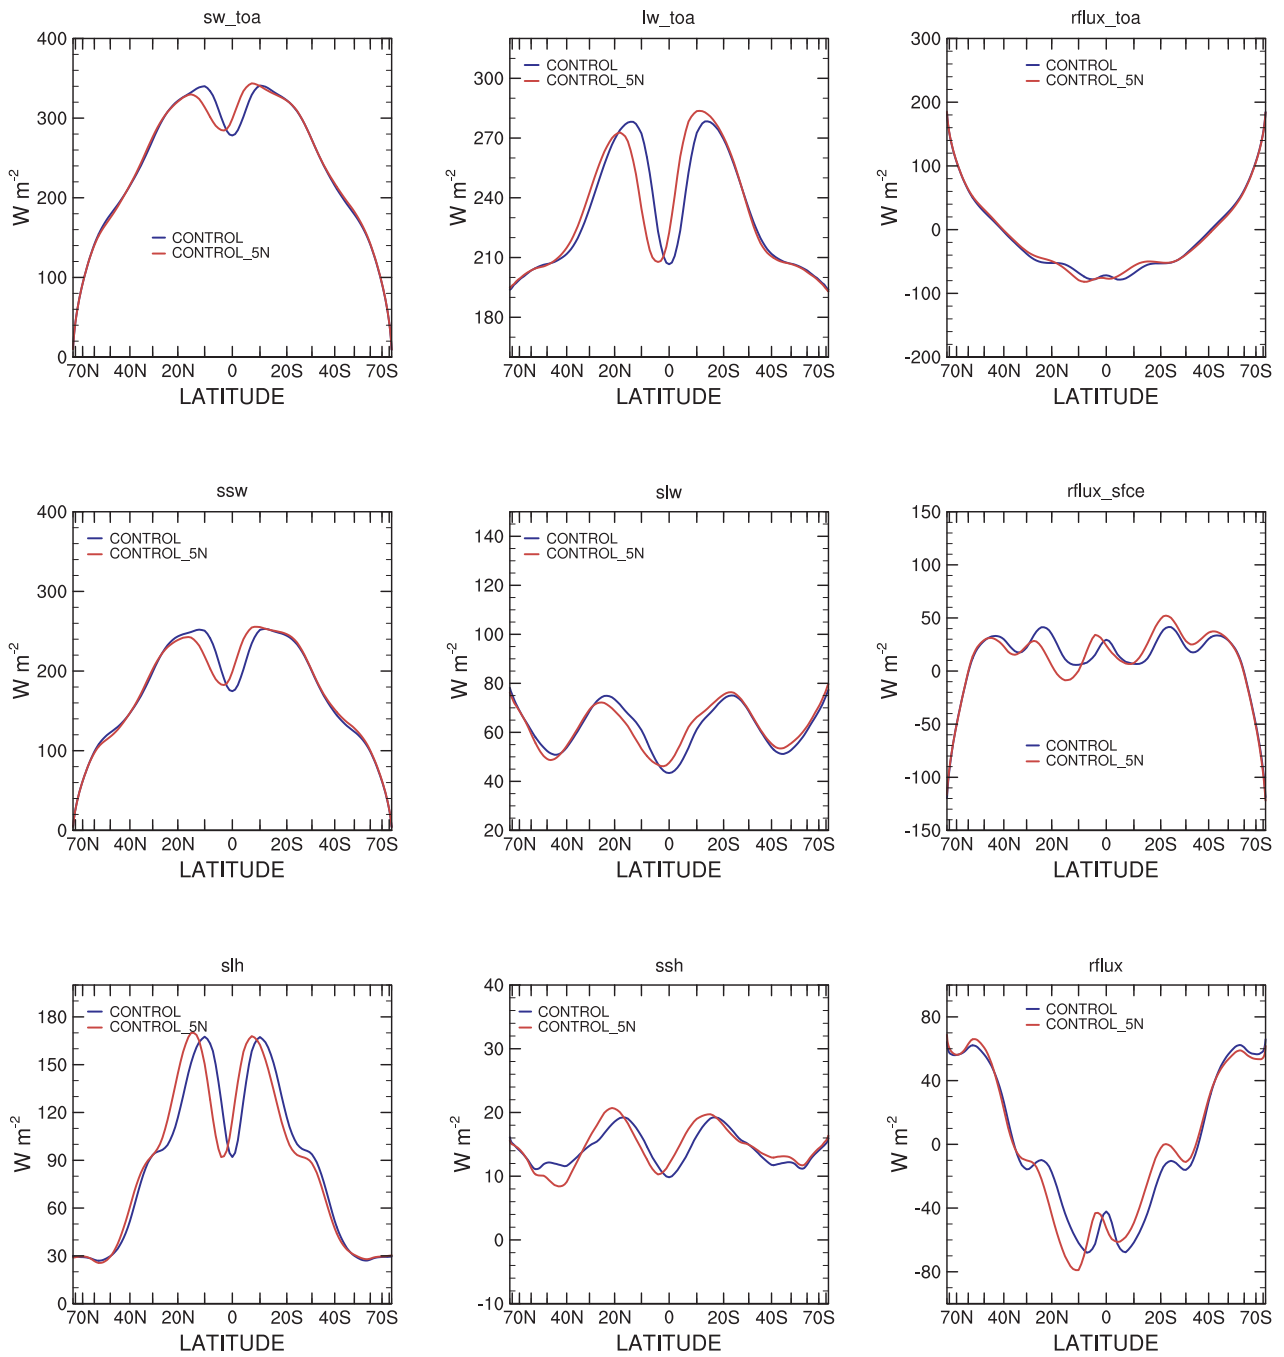 sw_toa
400
300
200
100
0
W m-2
CONTROL
CONTROL_5N
70N 40N 20N 0 20S 40S 70S
LATITUDE
lw_toa
300
270
240
210
180
W m-2
CONTROL
CONTROL_5N
70N 40N 20N 0 20S 40S 70S
LATITUDE
rflux_toa
300
200
100
0
-100
-200
W m-2
CONTROL
CONTROL_5N
70N 40N 20N 0 20S 40S 70S
LATITUDE
ssw
400
300
200
100
0
W m-2
CONTROL
CONTROL_5N
70N 40N 20N 0 20S 40S 70S
LATITUDE
slw
140
120
100
80
60
40
20
W m-2
CONTROL
CONTROL_5N
70N 40N 20N 0 20S 40S 70S
LATITUDE
rflux_sfce
150
100
50
0
-50
-100
-150
W m-2
CONTROL
CONTROL_5N
70N 40N 20N 0 20S 40S 70S
LATITUDE
slh
180
150
120
90
60
30
0
W m-2
CONTROL
CONTROL_5N
70N 40N 20N 0 20S 40S 70S
LATITUDE
ssh
40
30
20
10
0
-10
W m-2
CONTROL
CONTROL_5N
70N 40N 20N 0 20S 40S 70S
LATITUDE
rflux
80
40
0
-40
-80
W m-2
CONTROL
CONTROL_5N
70N 40N 20N 0 20S 40S 70S
LATITUDE